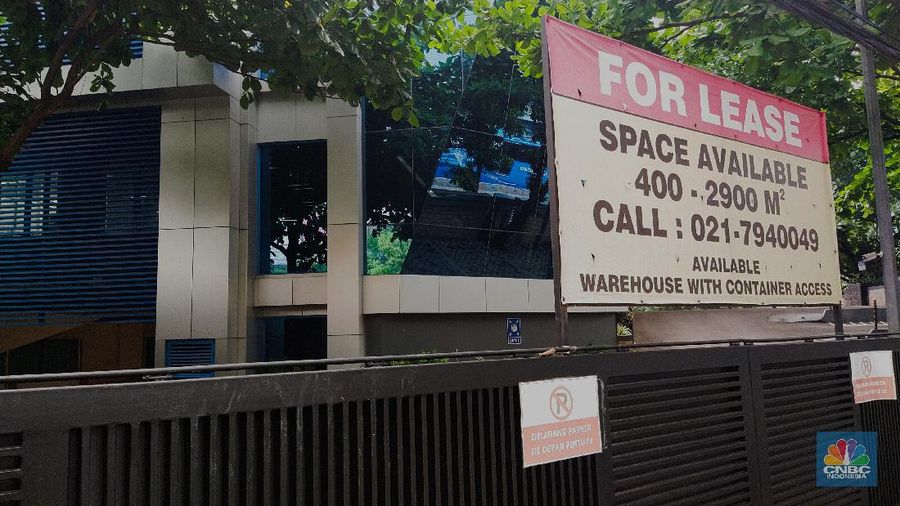 FOR LEASE
SPACE AVAILABLE
400 - 2900 M²
CALL : 021-7940049
AVAILABLE
WAREHOUSE WITH CONTAINER ACCESS
P
DILARANG PARKIR
DI DEPAN PINTU!!
P
CNBC
INDONESIA